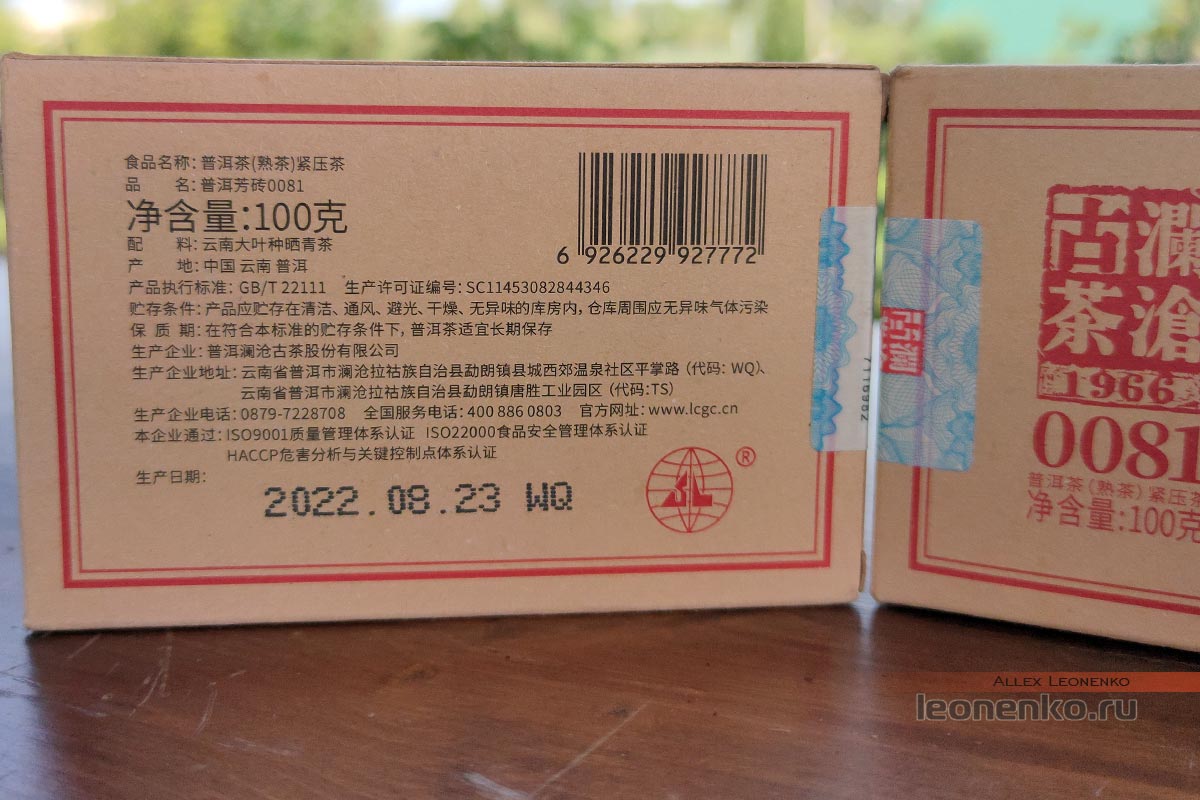 食品名称: 普洱茶(熟茶)紧压茶
品 名: 普洱芳砖0081
净含量:100克
配 料: 云南大叶种晒青茶
产 地: 中国 云南 普洱
产品执行标准: GB/T 22111 生产许可证编号: SC11453082844346
贮存条件: 产品应贮存在清洁、通风、避光、干燥、无异味的库房内, 仓库周围应无异味气体污染
保 质 期: 在符合本标准的贮存条件下, 普洱茶适宜长期保存
生产企业: 普洱澜沧古茶股份有限公司
生产企业地址: 云南省普洱市澜沧拉祜族自治县勐朗镇县城西郊温泉社区平掌路 (代码: WQ)、
云南省普洱市澜沧拉祜族自治县勐朗镇唐胜工业园区 (代码:TS)
生产企业电话: 0879-7228708 全国服务电话: 400 886 0803 官方网址: www.lcgc.cn
本企业通过: ISO9001质量管理体系认证 ISO22000食品安全管理体系认证
HACCP危害分析与关键控制点体系认证
生产日期:
2022.08.23 WQ
6 926229 927772
®
7116982
古澜
茶滄
1966
0081
普洱茶 (熟茶) 紧压茶
净含量:100克
ALLEX LEONENKO
leonenko.ru